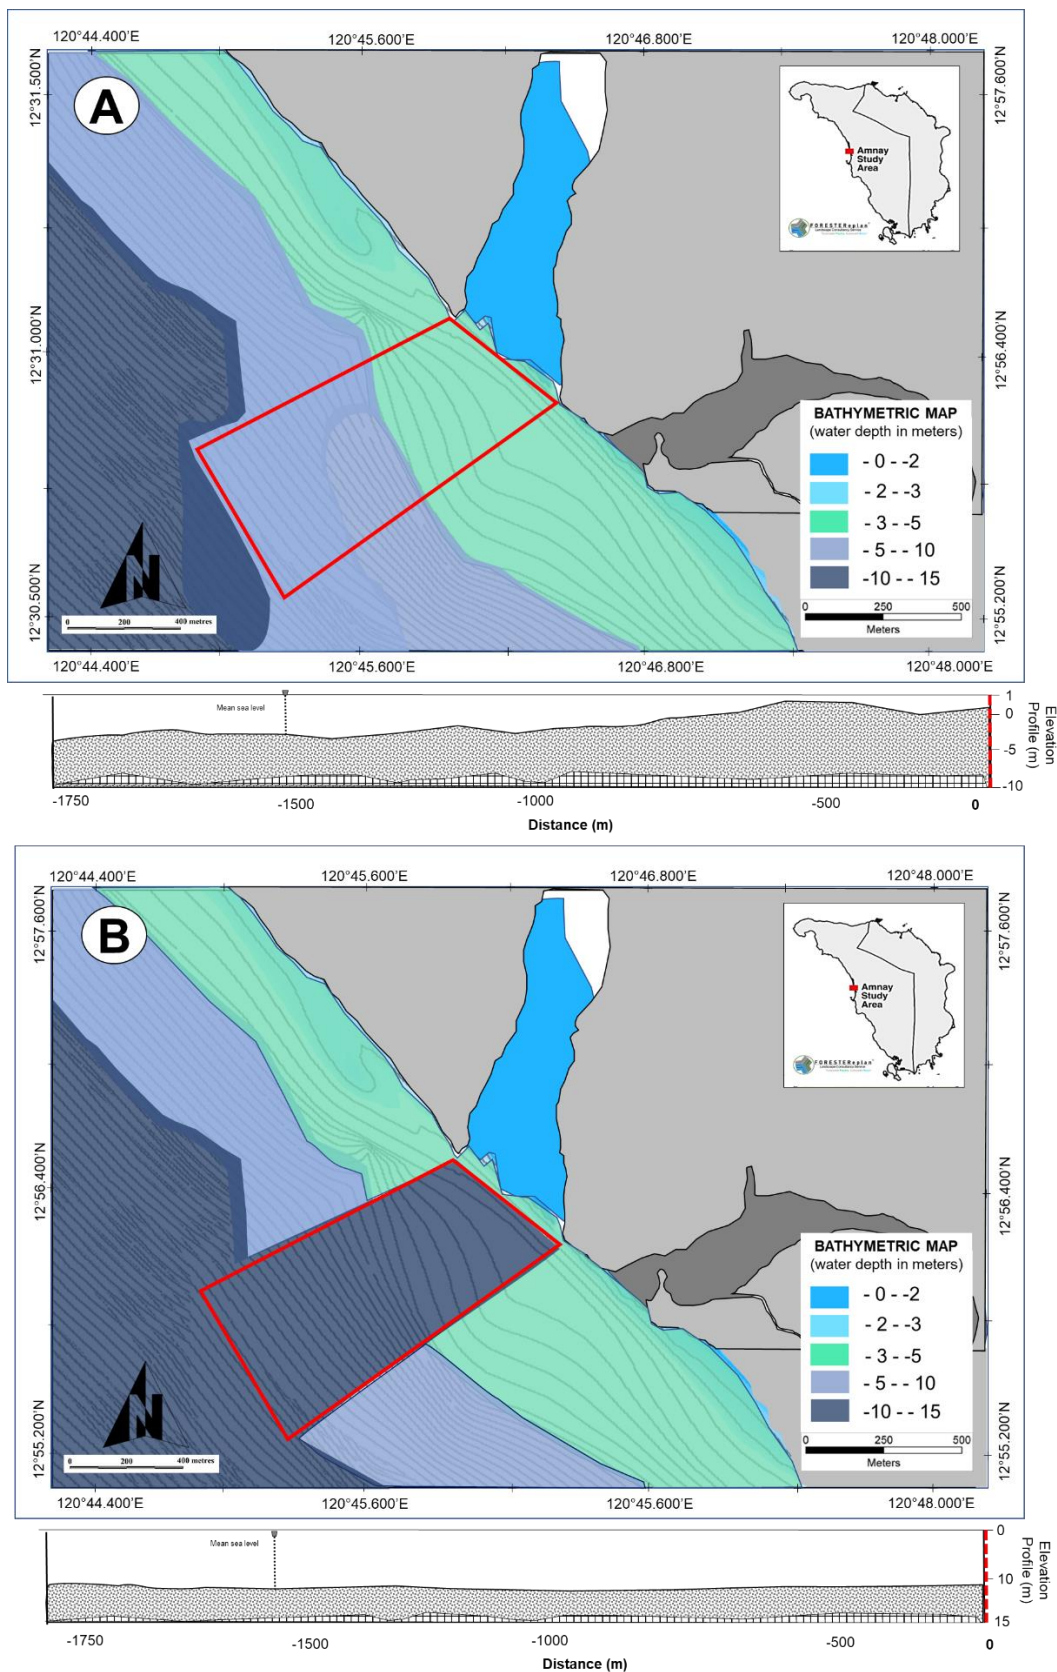 120°44.400'E 120°45.600'E 120°46.800'E 120°48.000'E
12°31.500'N
12°31.000'N
12°30.500'N
A
12°57.600'N
12°56.400'N
12°55.200'N
Amnay
Study
Area
FORESTEReplan
Landscape Consultancy Service
BATHYMETRIC MAP
(water depth in meters)
- 0 - -2
- 2 - -3
- 3 - -5
- 5 - - 10
-10 - - 15
0 250 500
Meters
N
0 200 400 metres
120°44.400'E 120°45.600'E 120°46.800'E 120°48.000'E
Mean sea level
1
0
-5
-10
Elevation
Profile (m)
-1750 -1500 -1000 -500 0
Distance (m)
120°44.400'E 120°45.600'E 120°46.800'E 120°48.000'E
12°57.600'N
12°56.400'N
12°55.200'N
B
12°57.600'N
12°56.400'N
12°55.200'N
Amnay
Study
Area
FORESTEReplan
Landscape Consultancy Service
BATHYMETRIC MAP
(water depth in meters)
- 0 - -2
- 2 - -3
- 3 - -5
- 5 - - 10
-10 - - 15
0 250 500
Meters
N
0 200 400 metres
120°44.400'E 120°45.600'E 120°45.600'E 120°48.000'E
Mean sea level
0
10
15
Elevation
Profile (m)
-1750 -1500 -1000 -500 0
Distance (m)